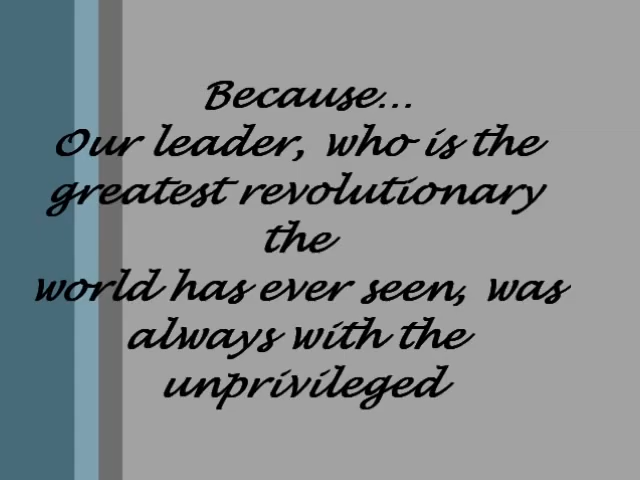 Because...
Our leader, who is the
greatest revolutionary
the
world has ever seen, was
always with the
unprivileged